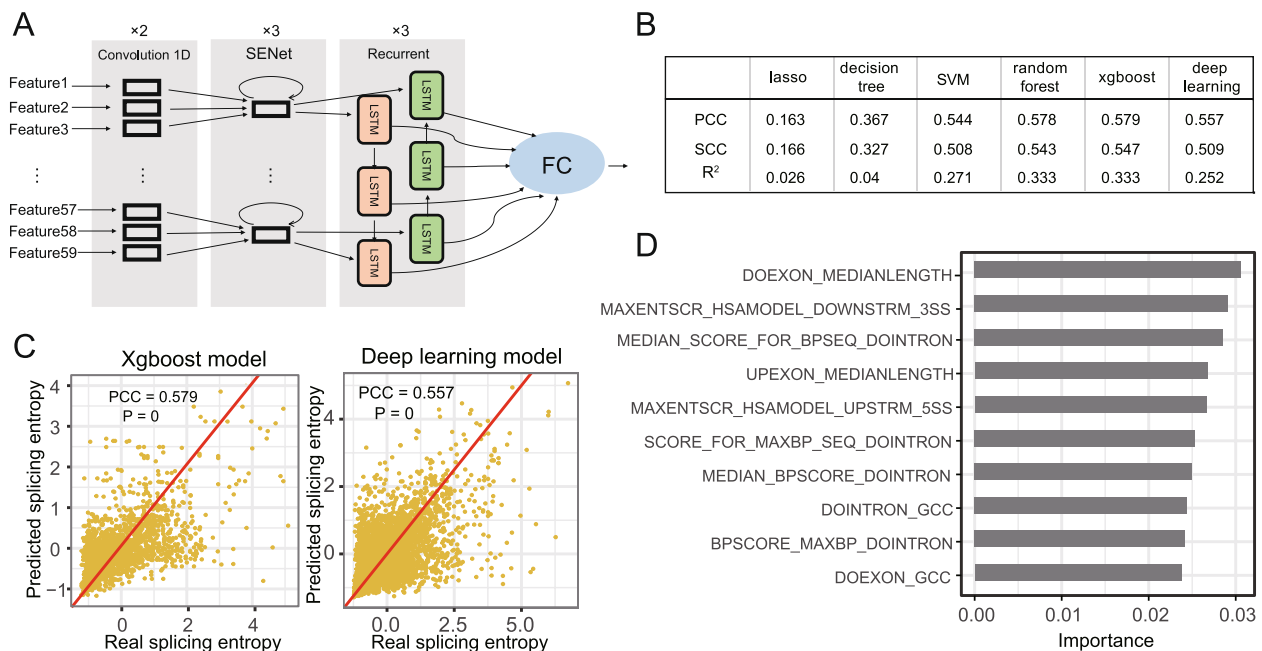 A
×2
×3
×3
Convolution 1D
SENet
Recurrent
Feature1
Feature2
Feature3
...
...
...
Feature57
Feature58
Feature59
LSTM
LSTM
LSTM
LSTM
LSTM
LSTM
FC
B
lasso decision tree SVM random forest xgboost deep learning
PCC 0.163 0.367 0.544 0.578 0.579 0.557
SCC 0.166 0.327 0.508 0.543 0.547 0.509
R² 0.026 0.04 0.271 0.333 0.333 0.252
C
Xgboost model
PCC = 0.579
P = 0
Predicted splicing entropy
4
3
2
1
0
−1
0 2 4
Real splicing entropy
Deep learning model
PCC = 0.557
P = 0
Predicted splicing entropy
4
2
0
0.0 2.5 5.0
Real splicing entropy
D
DOEXON_MEDIANLENGTH
MAXENTSCR_HSAMODEL_DOWNSTRM_3SS
MEDIAN_SCORE_FOR_BPSEQ_DOINTRON
UPEXON_MEDIANLENGTH
MAXENTSCR_HSAMODEL_UPSTRM_5SS
SCORE_FOR_MAXBP_SEQ_DOINTRON
MEDIAN_BPSCORE_DOINTRON
DOINTRON_GCC
BPSCORE_MAXBP_DOINTRON
DOEXON_GCC
0.00 0.01 0.02 0.03
Importance